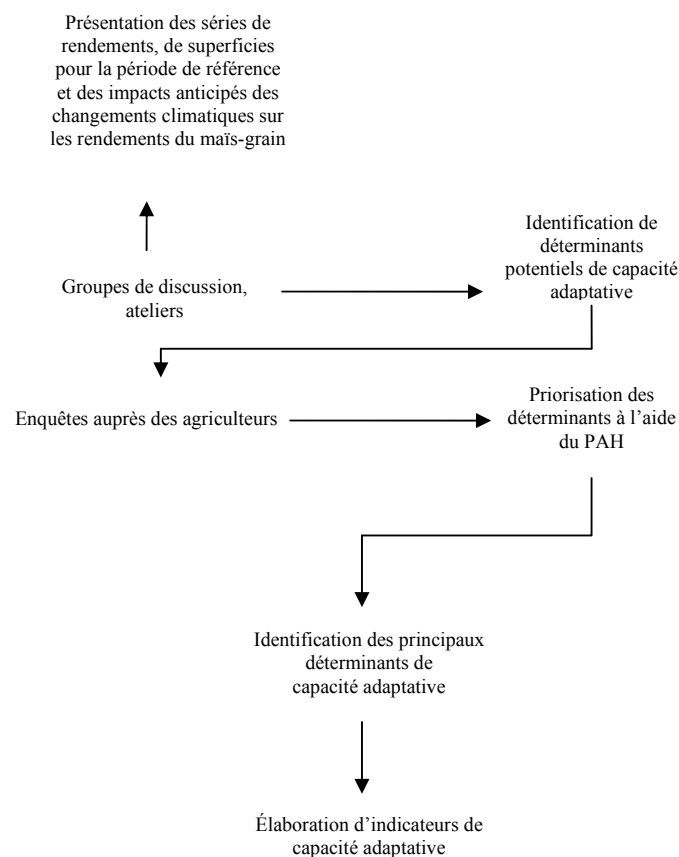 Présentation des séries de
rendements, de superficies
pour la période de référence
et des impacts anticipés des
changements climatiques sur
les rendements du maïs-grain
Groupes de discussion,
ateliers
Identification de
déterminants
potentiels de capacité
adaptative
Enquêtes auprès des agriculteurs
Priorisation des
déterminants à l’aide
du PAH
Identification des principaux
déterminants de
capacité adaptative
Élaboration d’indicateurs de
capacité adaptative